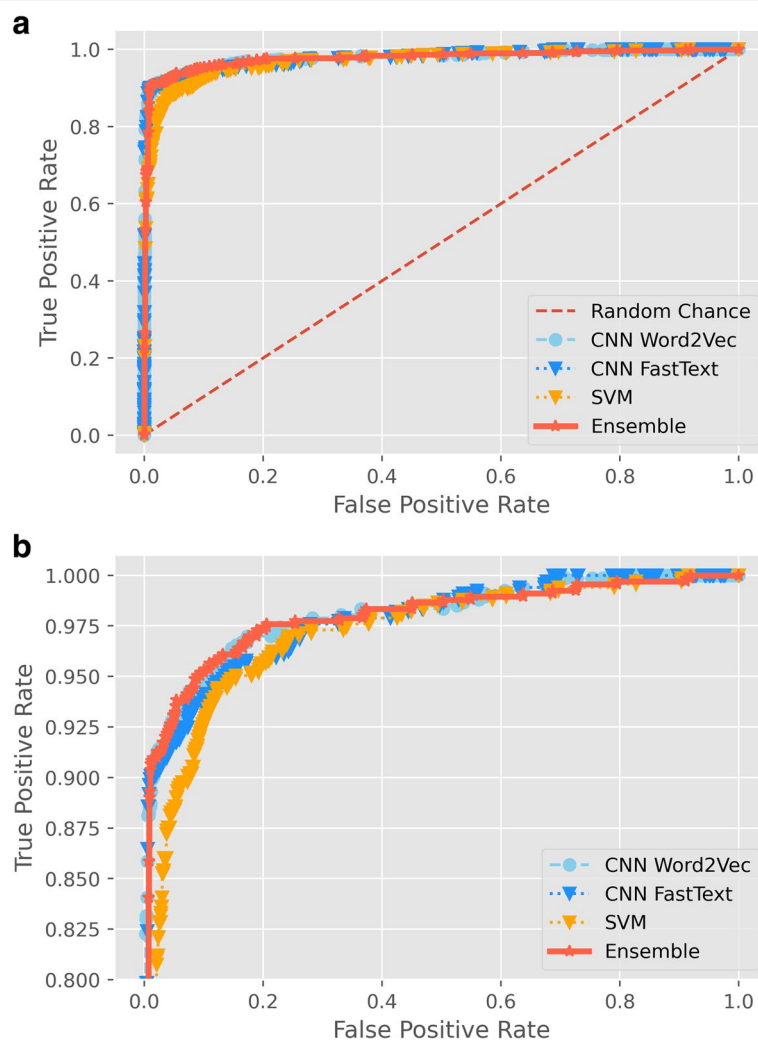 a
1.0
0.8
0.6
0.4
0.2
0.0
True Positive Rate
0.0 0.2 0.4 0.6 0.8 1.0
False Positive Rate
Random Chance
CNN Word2Vec
CNN FastText
SVM
Ensemble
b
1.000
0.975
0.950
0.925
0.900
0.875
0.850
0.825
0.800
True Positive Rate
0.0 0.2 0.4 0.6 0.8 1.0
False Positive Rate
CNN Word2Vec
CNN FastText
SVM
Ensemble